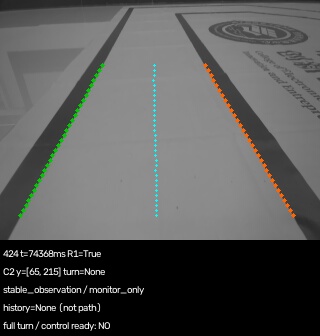 424 t=74368ms R1=True
C2 y=[65, 215] turn=None
stable_observation / monitor_only
history=None (not path)
full turn / control ready: NO